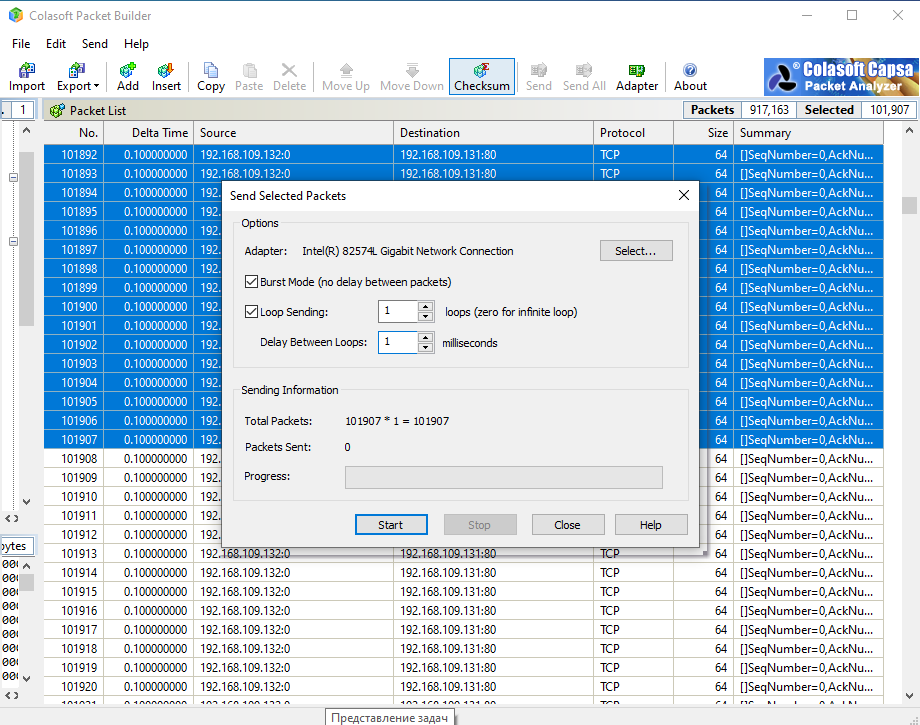 Colasoft Packet Builder
File Edit Send Help
Import Export Add Insert Copy Paste Delete Move Up Move Down Checksum Send Send All Adapter About
Colasoft Capsa
Packet Analyzer
1 Packet List Packets 917,163 Selected 101,907
No. Delta Time Source Destination Protocol Size Summary
101892 0.100000000 192.168.109.132:0 192.168.109.131:80 TCP 64 []SeqNumber=0,AckNu...
101893 0.100000000 192.168.109.132:0 192.168.109.131:80 TCP 64 []SeqNumber=0,AckNu...
101894 0.100000000 192. 64 []SeqNumber=0,AckNu...
101895 0.100000000 192. 64 []SeqNumber=0,AckNu...
101896 0.100000000 192. 64 []SeqNumber=0,AckNu...
101897 0.100000000 192. 64 []SeqNumber=0,AckNu...
101898 0.100000000 192. 64 []SeqNumber=0,AckNu...
101899 0.100000000 192. 64 []SeqNumber=0,AckNu...
101900 0.100000000 192. 64 []SeqNumber=0,AckNu...
101901 0.100000000 192. 64 []SeqNumber=0,AckNu...
101902 0.100000000 192. 64 []SeqNumber=0,AckNu...
101903 0.100000000 192. 64 []SeqNumber=0,AckNu...
101904 0.100000000 192. 64 []SeqNumber=0,AckNu...
101905 0.100000000 192. 64 []SeqNumber=0,AckNu...
101906 0.100000000 192. 64 []SeqNumber=0,AckNu...
101907 0.100000000 192. 64 []SeqNumber=0,AckNu...
101908 0.100000000 192. 64 []SeqNumber=0,AckNu...
101909 0.100000000 192. 64 []SeqNumber=0,AckNu...
101910 0.100000000 192. 64 []SeqNumber=0,AckNu...
101911 0.100000000 192. 64 []SeqNumber=0,AckNu...
101912 0.100000000 192. 64 []SeqNumber=0,AckNu...
101913 0.100000000 192.168.109.132:0 192.168.109.131:80 TCP 64 []SeqNumber=0,AckNu...
101914 0.100000000 192.168.109.132:0 192.168.109.131:80 TCP 64 []SeqNumber=0,AckNu...
101915 0.100000000 192.168.109.132:0 192.168.109.131:80 TCP 64 []SeqNumber=0,AckNu...
101916 0.100000000 192.168.109.132:0 192.168.109.131:80 TCP 64 []SeqNumber=0,AckNu...
101917 0.100000000 192.168.109.132:0 192.168.109.131:80 TCP 64 []SeqNumber=0,AckNu...
101918 0.100000000 192.168.109.132:0 192.168.109.131:80 TCP 64 []SeqNumber=0,AckNu...
101919 0.100000000 192.168.109.132:0 192.168.109.131:80 TCP 64 []SeqNumber=0,AckNu...
101920 0.100000000 192.168.109.132:0 192.168.109.131:80 TCP 64 []SeqNumber=0,AckNu...
Send Selected Packets
Options
Adapter: Intel(R) 82574L Gigabit Network Connection Select...
Burst Mode (no delay between packets)
Loop Sending: 1 loops (zero for infinite loop)
Delay Between Loops: 1 milliseconds
Sending Information
Total Packets: 101907 * 1 = 101907
Packets Sent: 0
Progress:
Start Stop Close Help
Представление задач